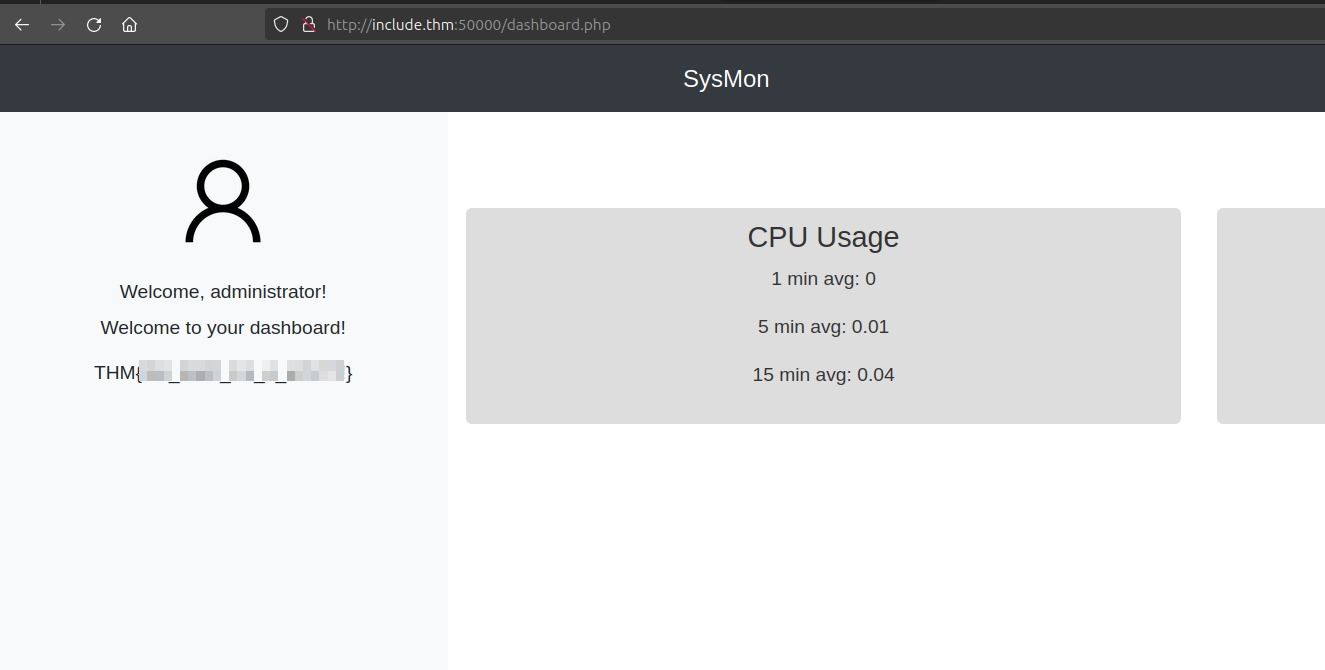 http://include.thm:50000/dashboard.php
SysMon
Welcome, administrator!
Welcome to your dashboard!
THM{ _ _ _ _ }
CPU Usage
1 min avg: 0
5 min avg: 0.01
15 min avg: 0.04